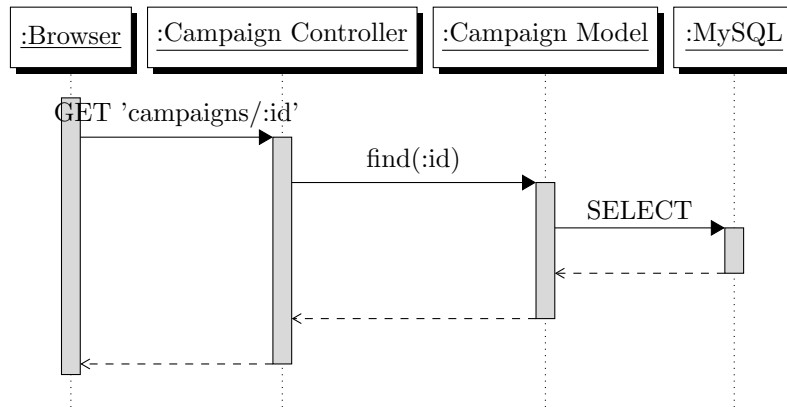 :Browser
:Campaign Controller
:Campaign Model
:MySQL
GET ’campaigns/:id’
find(:id)
SELECT